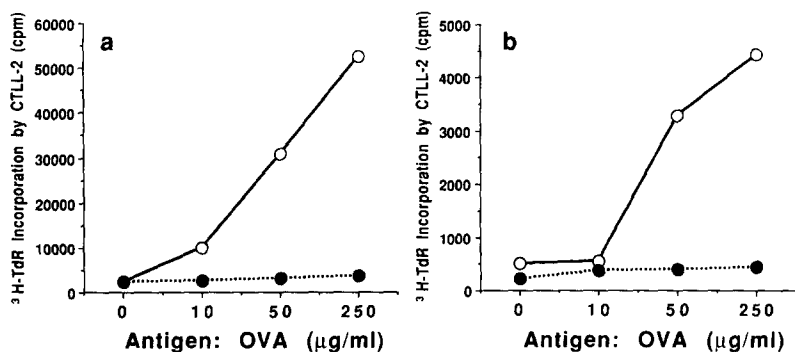 a
³H-TdR Incorporation by CTLL-2 (cpm)
60000
50000
40000
30000
20000
10000
0
0 10 50 250
Antigen: OVA (µg/ml)
b
³H-TdR Incorporation by CTLL-2 (cpm)
5000
4000
3000
2000
1000
500
0
0 10 50 250
Antigen: OVA (µg/ml)